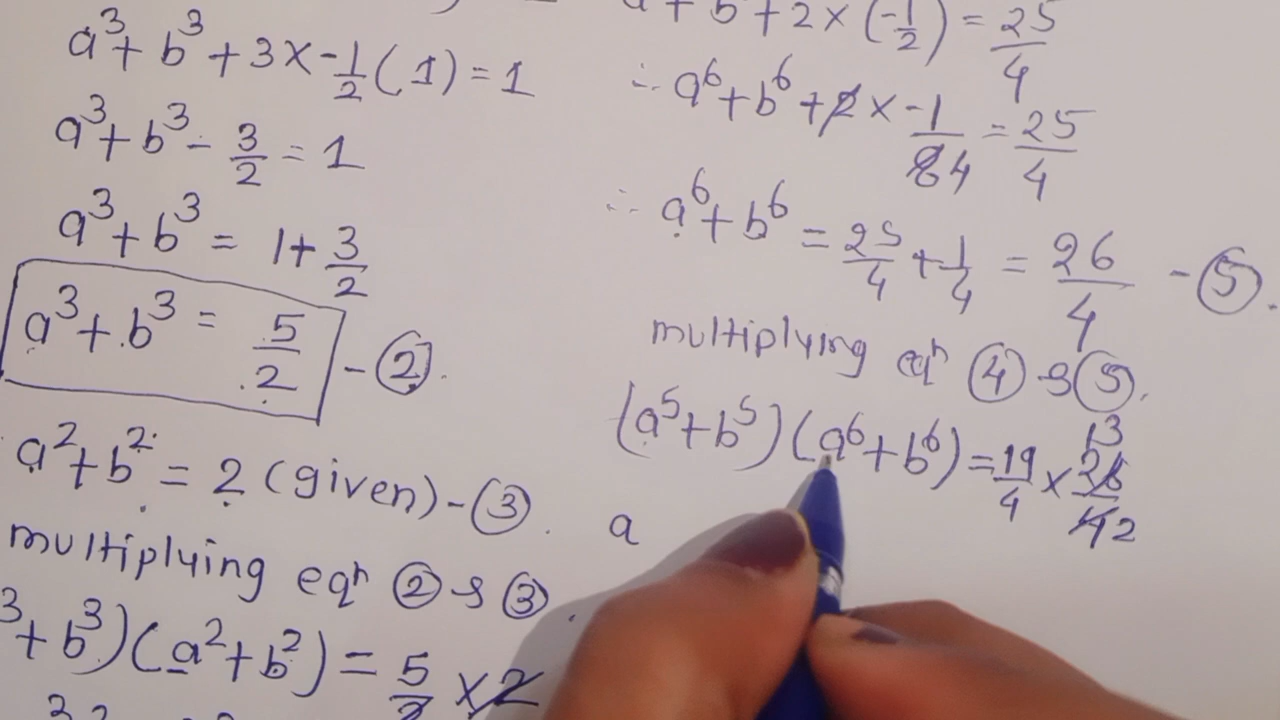 a³ + b³ + 3 × -1/2 (1) = 1
a³ + b³ - 3/2 = 1
a³ + b³ = 1 + 3/2
a³ + b³ = 5/2 - ②.
a² + b² = 2 (given) - ③.
multiplying eqⁿ ② & ③.
³ + b³)(a² + b²) = 5/2 × 2
+ 2 × (-1/2) = 25/4
∴ a⁶ + b⁶ + 2 × -1/84 = 25/4
∴ a⁶ + b⁶ = 25/4 + 1/4 = 26/4 - ⑤.
multiplying eqⁿ ④ & ⑤.
(a⁵ + b⁵)(a⁶ + b⁶) = 19/4 × 26/4 13 2
a